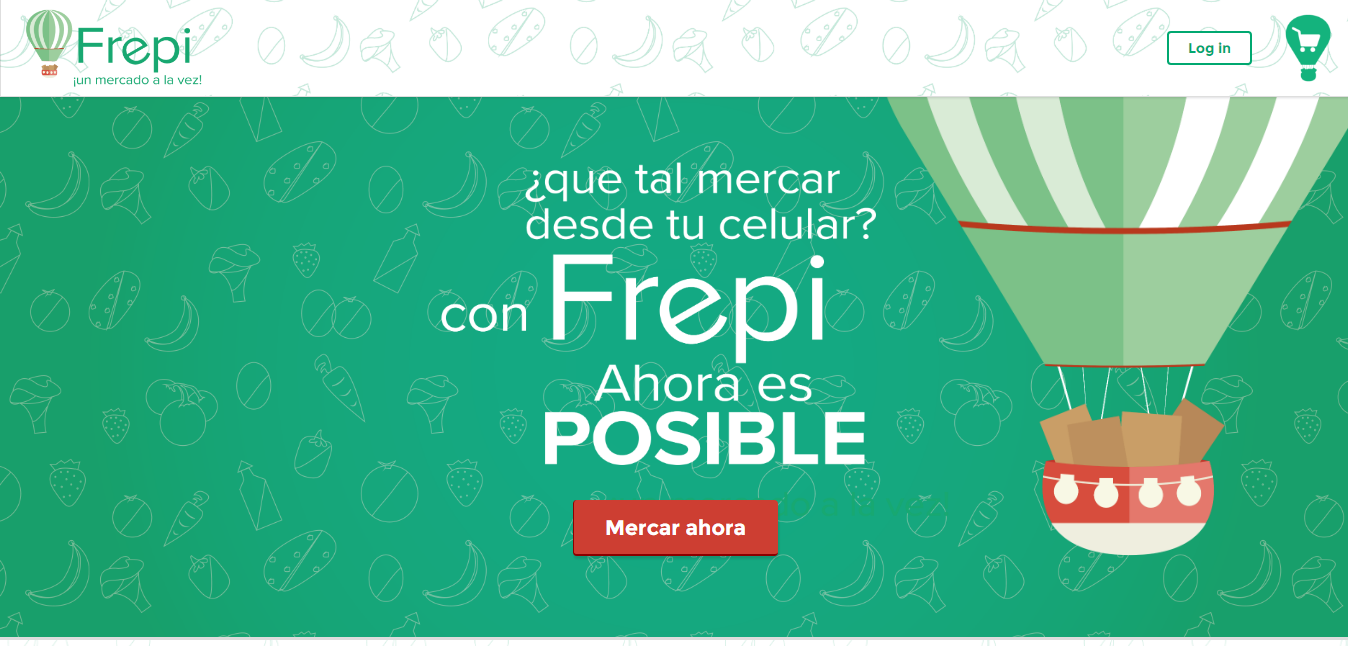 Frepi
¡un mercado a la vez!
Log in
¿que tal mercar
desde tu celular?
con Frepi
Ahora es
POSIBLE
Mercar ahora